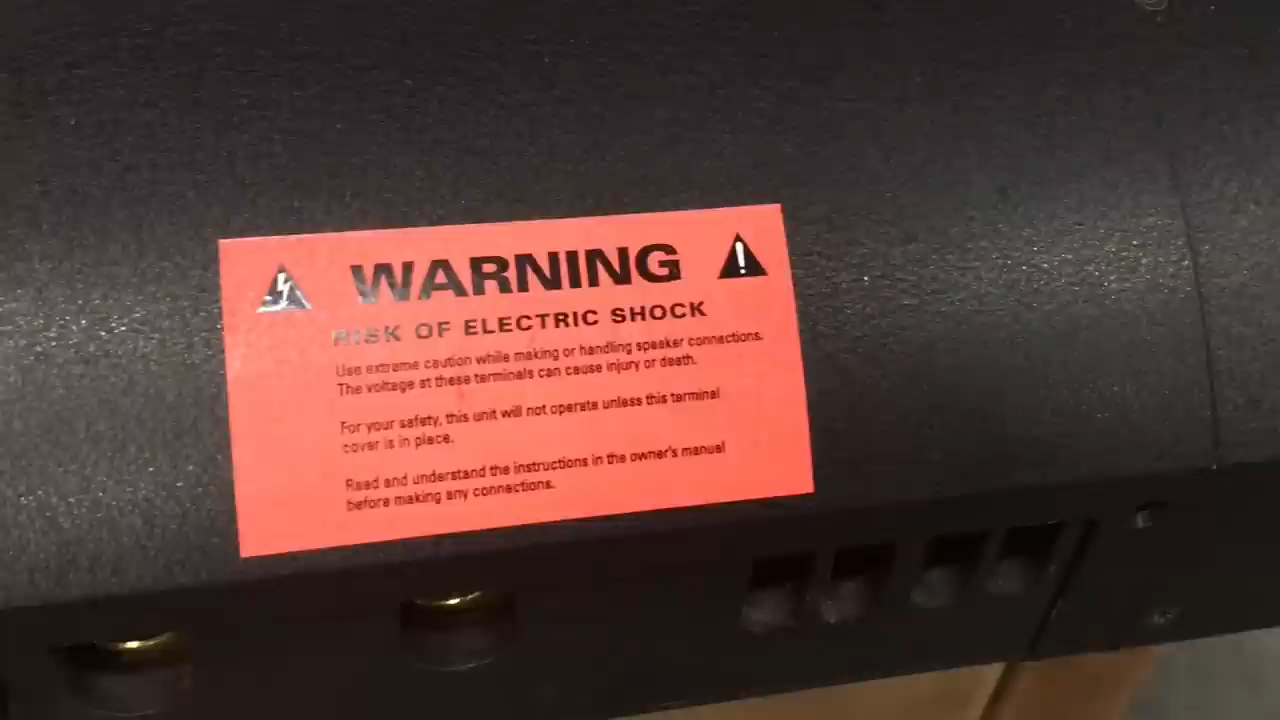 WARNING
RISK OF ELECTRIC SHOCK
Use extreme caution while making or handling speaker connections.
The voltage at these terminals can cause injury or death.
For your safety, this unit will not operate unless this terminal
cover is in place.
Read and understand the instructions in the owner's manual
before making any connections.